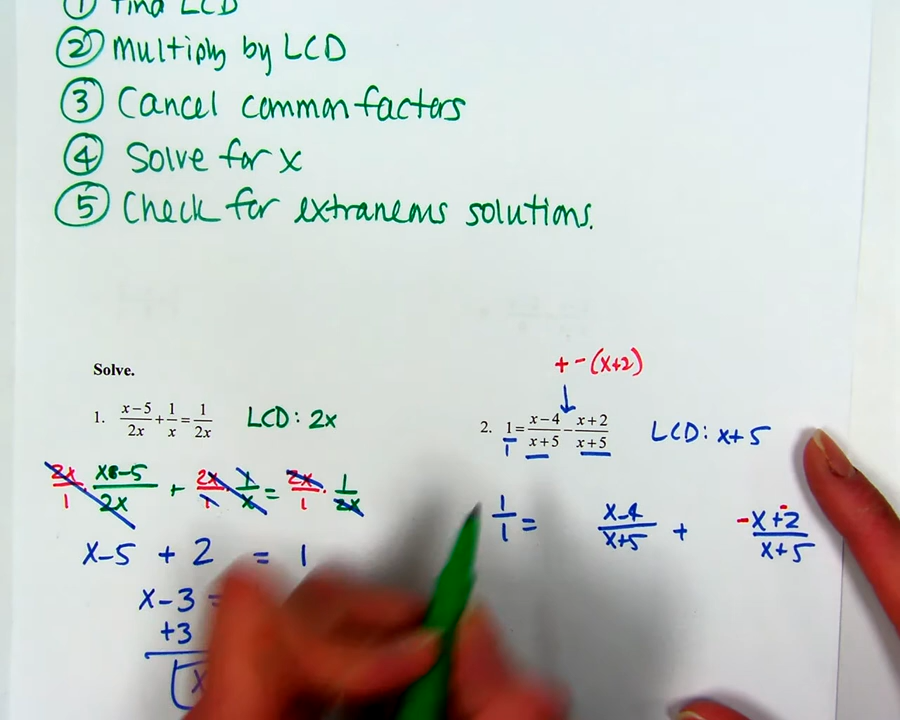 ① find LCD
② Multiply by LCD
③ Cancel common factors
④ Solve for x
⑤ Check for extranems solutions.
Solve.
1. x-5/2x + 1/x = 1/2x
LCD: 2x
2x/1 · x-5/2x + 2x/1 · 1/x = 2x/1 · 1/2x
x-5 + 2 = 1
x-3 =
+3
x
+-(x+2)
2. 1 = x-4/x+5 - x+2/x+5
1
LCD: x+5
1/1 = x-4/x+5 + -x-2/x+5